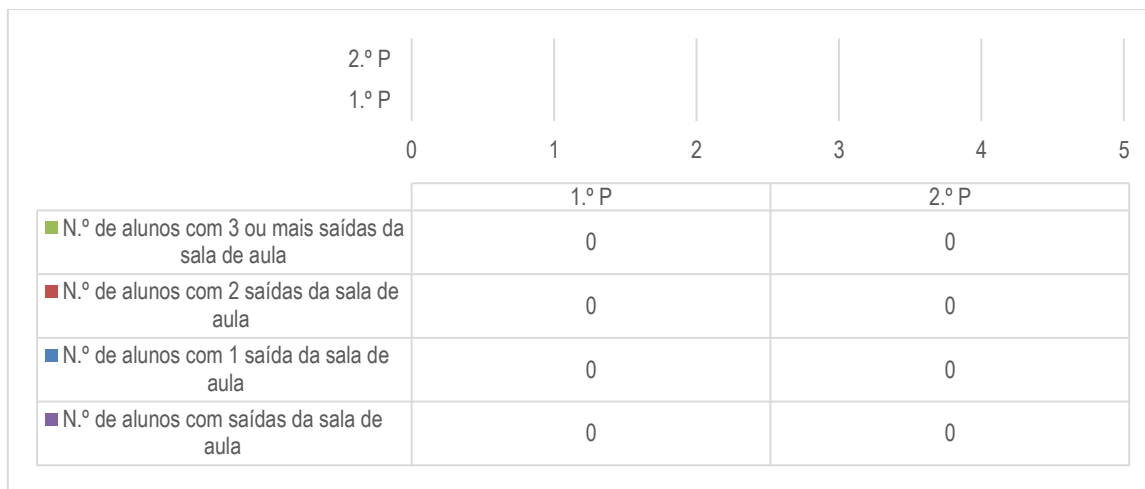 2.º P
1.º P
0 1 2 3 4 5
1.º P 2.º P
N.º de alunos com 3 ou mais saídas da
sala de aula
0 0
N.º de alunos com 2 saídas da sala de
aula
0 0
N.º de alunos com 1 saída da sala de
aula
0 0
N.º de alunos com saídas da sala de
aula
0 0